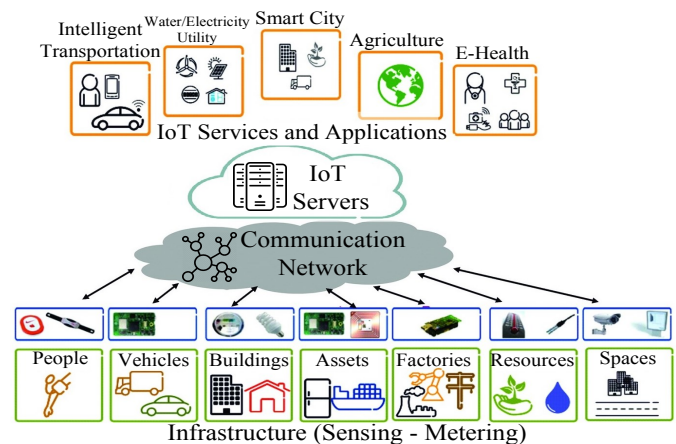 Intelligent
Transportation
Water/Electricity
Utility
Smart City
Agriculture
E-Health
IoT Services and Applications
IoT
Servers
Communication
Network
People
Vehicles
Buildings
Assets
Factories
Resources
Spaces
Infrastructure (Sensing - Metering)